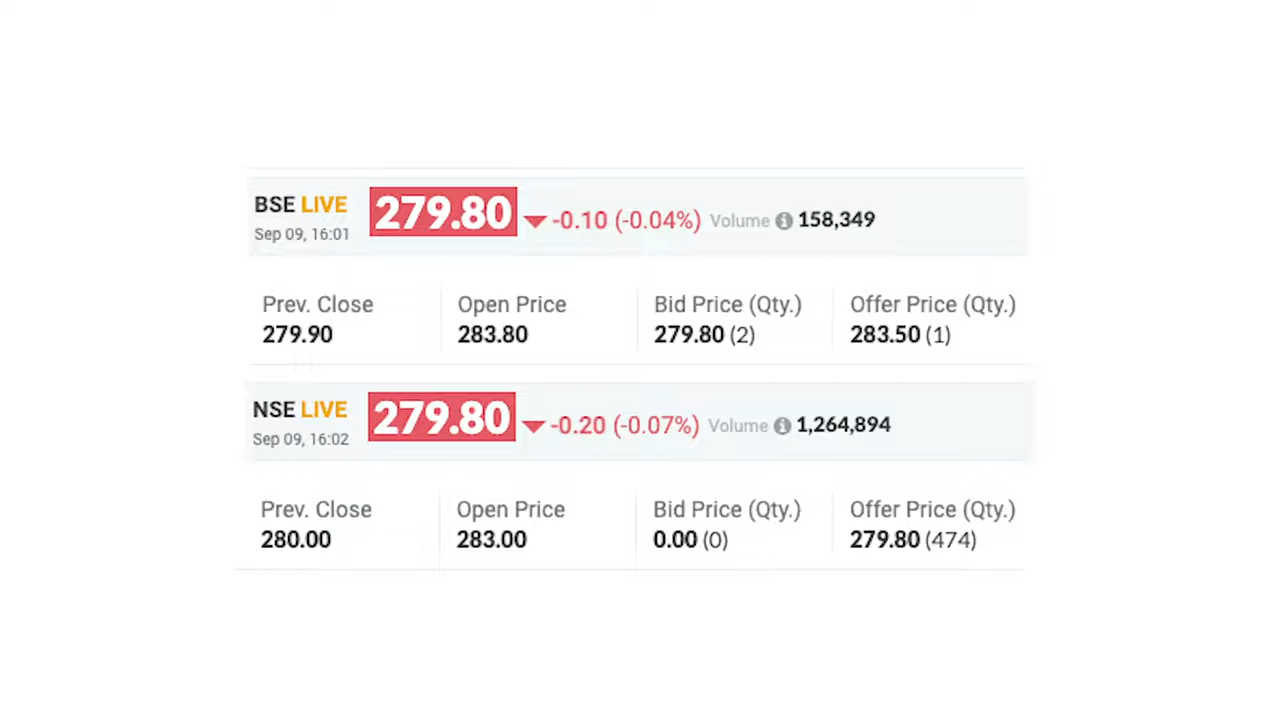 BSE LIVE 279.80 -0.10 (-0.04%) Volume 158,349
Sep 09, 16:01
Prev. Close Open Price Bid Price (Qty.) Offer Price (Qty.)
279.90 283.80 279.80 (2) 283.50 (1)
NSE LIVE 279.80 -0.20 (-0.07%) Volume 1,264,894
Sep 09, 16:02
Prev. Close Open Price Bid Price (Qty.) Offer Price (Qty.)
280.00 283.00 0.00 (0) 279.80 (474)